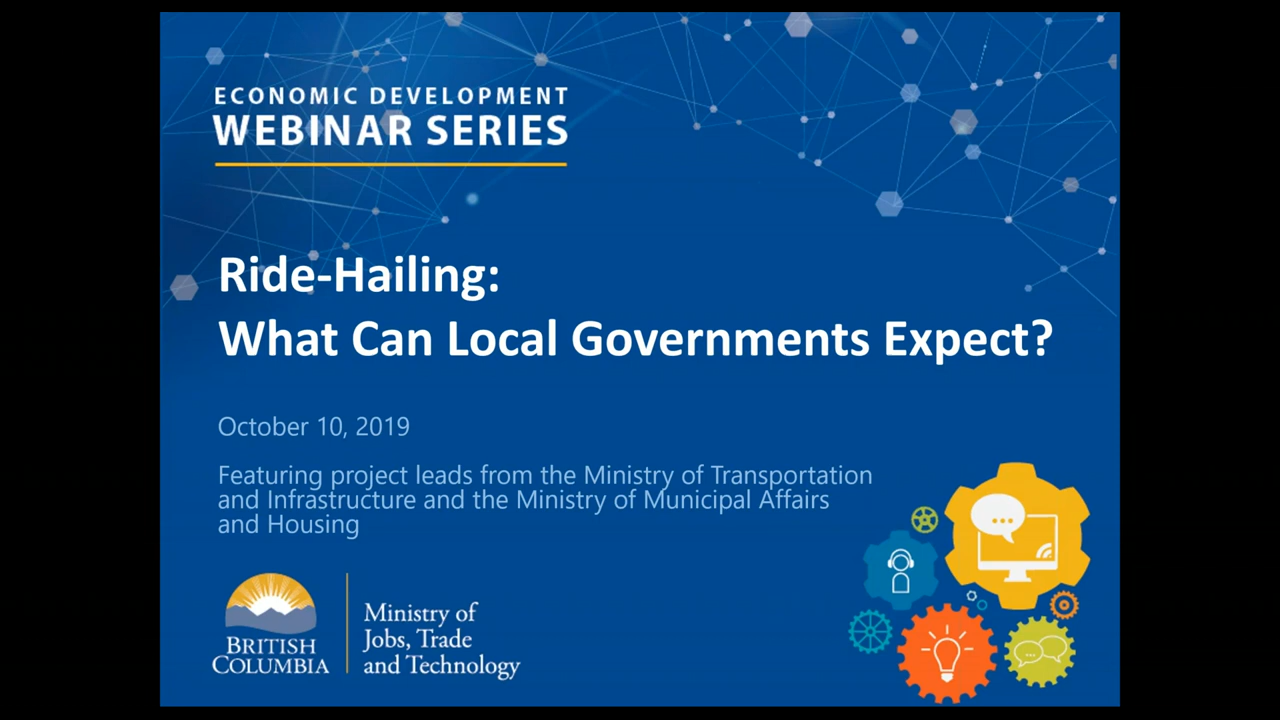 ECONOMIC DEVELOPMENT
WEBINAR SERIES
Ride-Hailing:
What Can Local Governments Expect?
October 10, 2019
Featuring project leads from the Ministry of Transportation
and Infrastructure and the Ministry of Municipal Affairs
and Housing
BRITISH
COLUMBIA
Ministry of
Jobs, Trade
and Technology